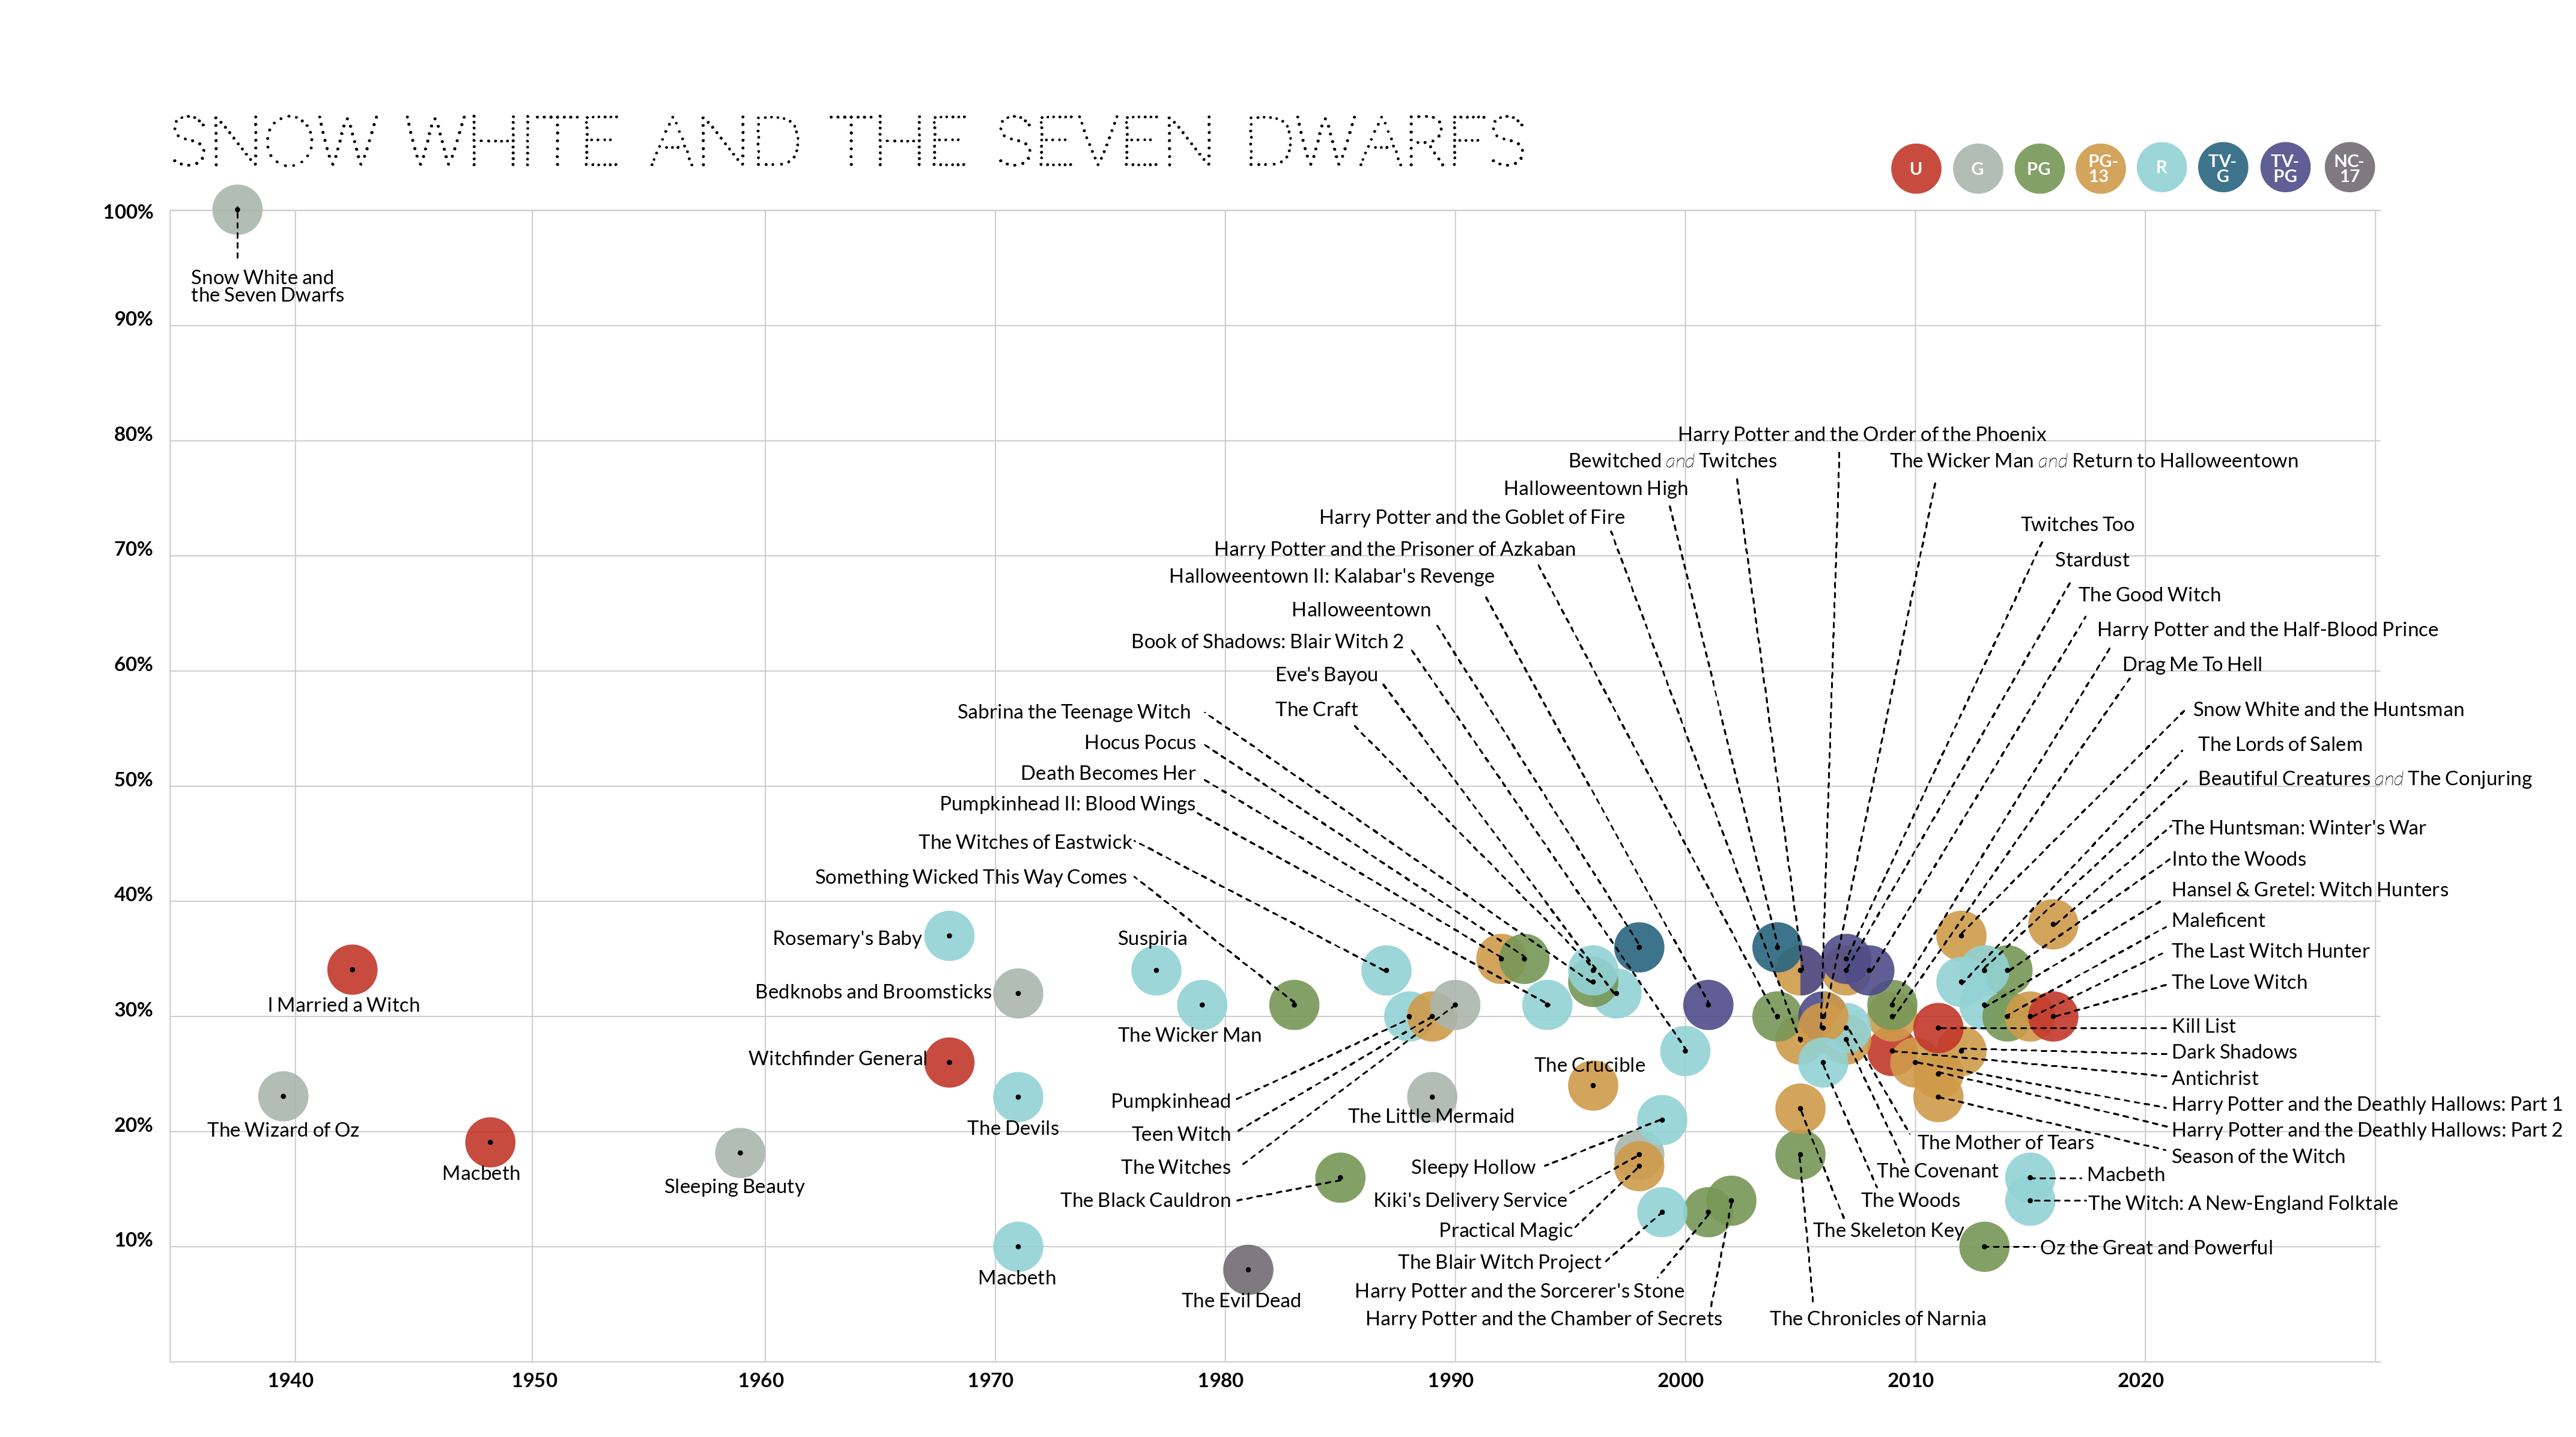 SNOW WHITE AND THE SEVEN DWARFS
U
G
PG
PG-
13
R
TV-
G
TV-
PG
NC-
17
100%
Snow White and
the Seven Dwarfs
90%
80%
Harry Potter and the Order of the Phoenix
Bewitched and Twitches
The Wicker Man and Return to Halloweentown
Halloweentown High
Harry Potter and the Goblet of Fire
Twitches Too
70%
Harry Potter and the Prisoner of Azkaban
Stardust
Halloweentown II: Kalabar's Revenge
The Good Witch
Halloweentown
Harry Potter and the Half-Blood Prince
Book of Shadows: Blair Witch 2
60%
Drag Me To Hell
Eve's Bayou
The Craft
Snow White and the Huntsman
Sabrina the Teenage Witch
Hocus Pocus
The Lords of Salem
Death Becomes Her
50%
Beautiful Creatures and The Conjuring
Pumpkinhead II: Blood Wings
The Huntsman: Winter's War
The Witches of Eastwick
Into the Woods
Something Wicked This Way Comes
Hansel & Gretel: Witch Hunters
40%
Maleficent
Rosemary's Baby
Suspiria
The Last Witch Hunter
The Love Witch
Bedknobs and Broomsticks
I Married a Witch
30%
Kill List
The Wicker Man
Dark Shadows
Witchfinder General
The Crucible
Antichrist
Pumpkinhead
Harry Potter and the Deathly Hallows: Part 1
The Little Mermaid
20%
The Wizard of Oz
The Devils
Teen Witch
Harry Potter and the Deathly Hallows: Part 2
The Mother of Tears
Season of the Witch
Macbeth
The Witches
Sleepy Hollow
The Covenant
Macbeth
Sleeping Beauty
The Black Cauldron
Kiki's Delivery Service
The Woods
The Witch: A New-England Folktale
Practical Magic
The Skeleton Key
10%
Oz the Great and Powerful
The Blair Witch Project
Macbeth
Harry Potter and the Sorcerer's Stone
The Evil Dead
Harry Potter and the Chamber of Secrets
The Chronicles of Narnia
1940
1950
1960
1970
1980
1990
2000
2010
2020